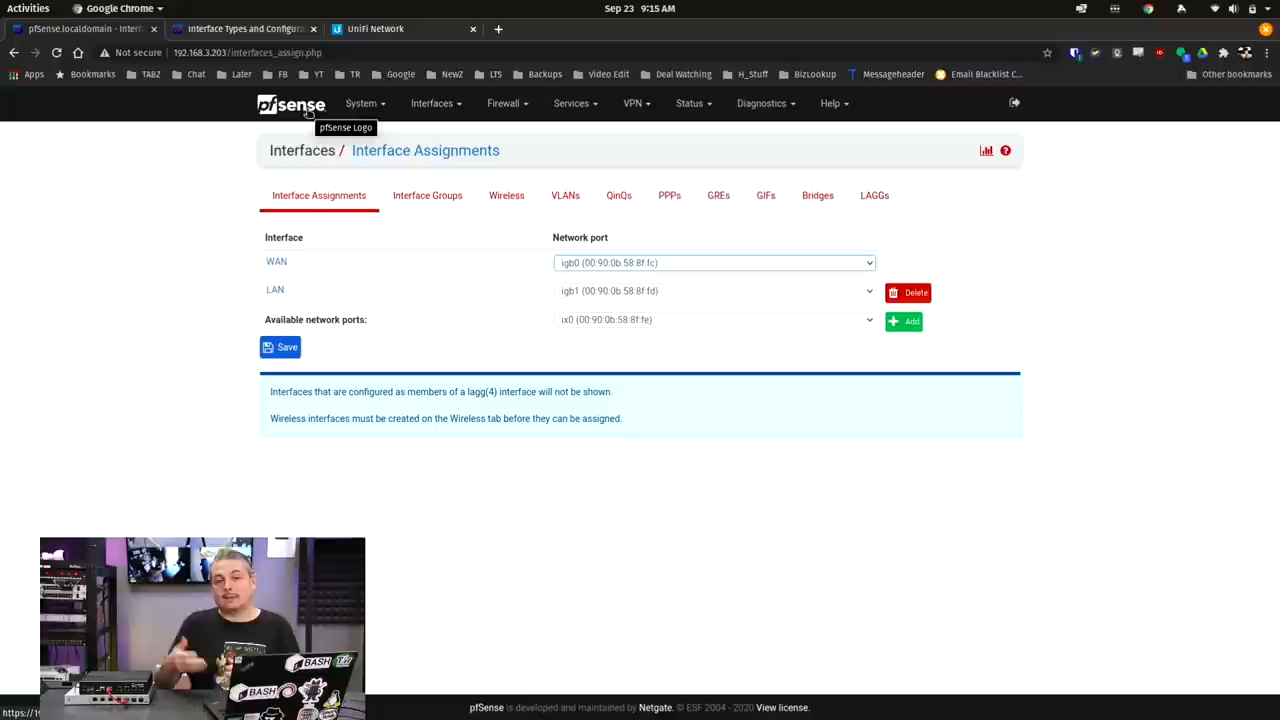 Activities
Google Chrome
Sep 23 9:15 AM
pfsense.localdomain - Inter
Interface Types and Configura
UniFi Network
Not secure
192.168.3.203/interfaces_assign.php
Apps
Bookmarks
TABZ
Chat
Later
FB
YT
TR
Google
NewZ
LTS
Backups
Video Edit
Deal Watching
H_Stuff
BizLookup
Messageheader
Email Blacklist C...
Other bookmarks
pfsense
System
Interfaces
Firewall
Services
VPN
Status
Diagnostics
Help
pfSense Logo
Interfaces / Interface Assignments
Interface Assignments
Interface Groups
Wireless
VLANs
QinQs
PPPs
GREs
GIFs
Bridges
LAGGs
Interface
Network port
WAN
igb0 (00:90:0b:58:8f:fc)
LAN
igb1 (00:90:0b:58:8f:fd)
Delete
Available network ports:
ix0 (00:90:0b:58:8f:fe)
Add
Save
Interfaces that are configured as members of a lagg(4) interface will not be shown.
Wireless interfaces must be created on the Wireless tab before they can be assigned.
BASH
BASH
https://19
pfSense is developed and maintained by Netgate. © ESF 2004 - 2020 View license.